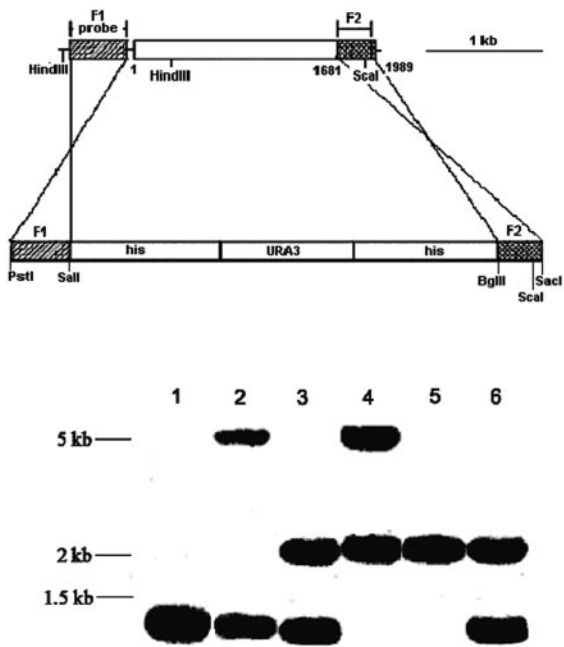 F1
probe
F2
1 kb
HindIII
1
HindIII
1681
ScaI
1989
F1
his
URA3
his
F2
PstI
SalI
BglII
ScaI
SacI
1 2 3 4 5 6
5 kb
2 kb
1.5 kb